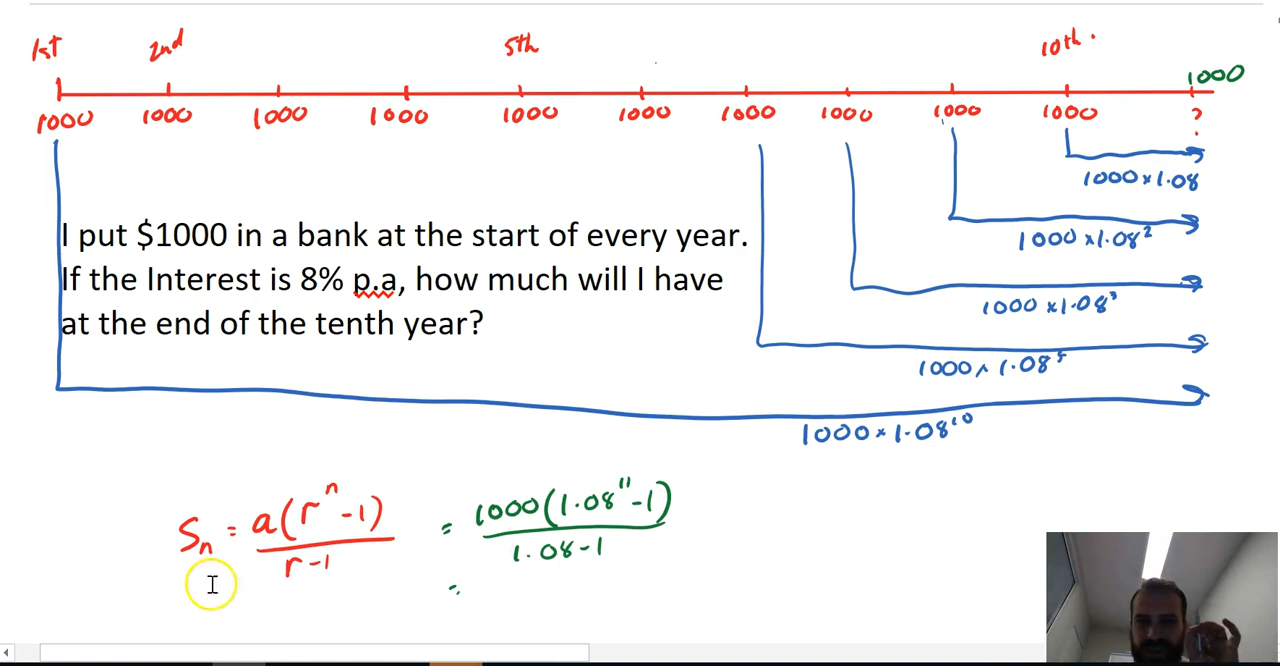 1st 2nd 5th 10th.
1000
1000 1000 1000 1000 1000 1000 1000 1000 1000 1000 ?
1000 × 1.08
1000 × 1.08²
1000 × 1.08³
1000 × 1.08⁴
1000 × 1.08¹⁰
I put $1000 in a bank at the start of every year.
If the Interest is 8% p.a, how much will I have
at the end of the tenth year?
Sₙ = a(rⁿ - 1) / r - 1 = 1000(1.08¹¹ - 1) / 1.08 - 1
=